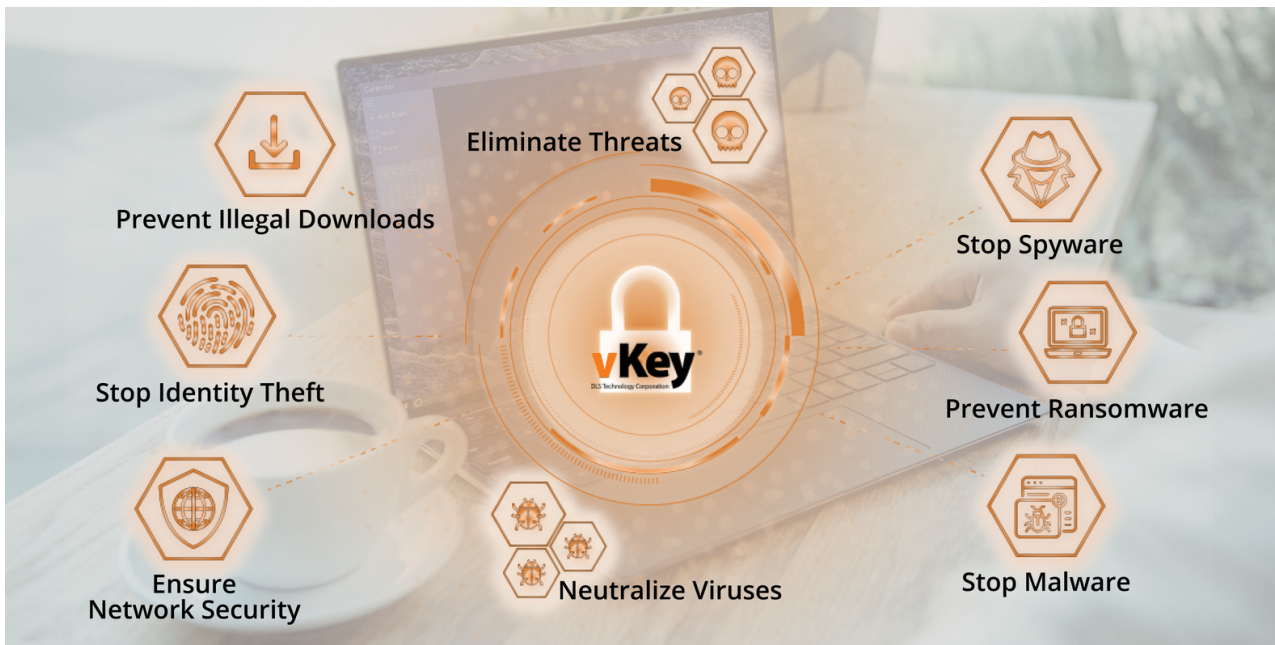 Eliminate Threats
Prevent Illegal Downloads
Stop Spyware
vKey®
DLS Technology Corporation
Stop Identity Theft
Prevent Ransomware
Ensure
Network Security
Neutralize Viruses
Stop Malware
Calendar